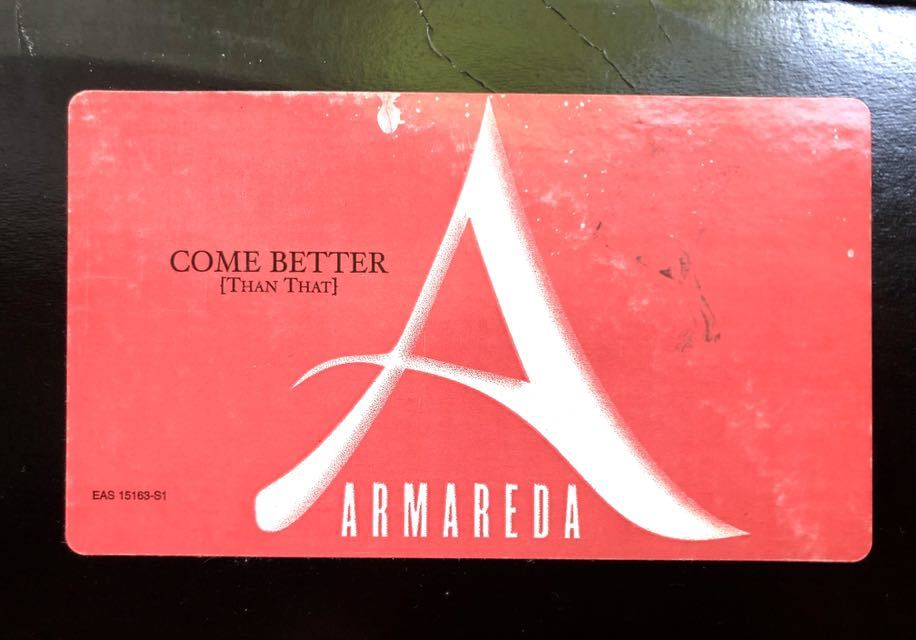 COME BETTER
[THAN THAT}
EAS 15163-S1
A
ARMAREDA